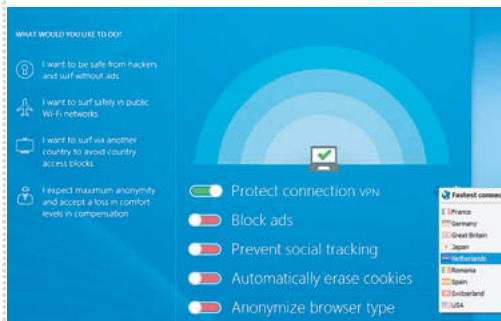 WHAT WOULD YOU LIKE TO DO?
I want to be safe from hackers
and surf without ads
I want to surf safely in public
Wi-Fi networks
I want to surf via another
country to avoid country
access blocks
I expect maximum anonymity
and accept a loss in comfort
levels in compensation
Protect connection VPN
Block ads
Prevent social tracking
Automatically erase cookies
Anonymize browser type
Fastest connec
France
Germany
Great Britain
Japan
Netherlands
Romania
Spain
Switzerland
USA